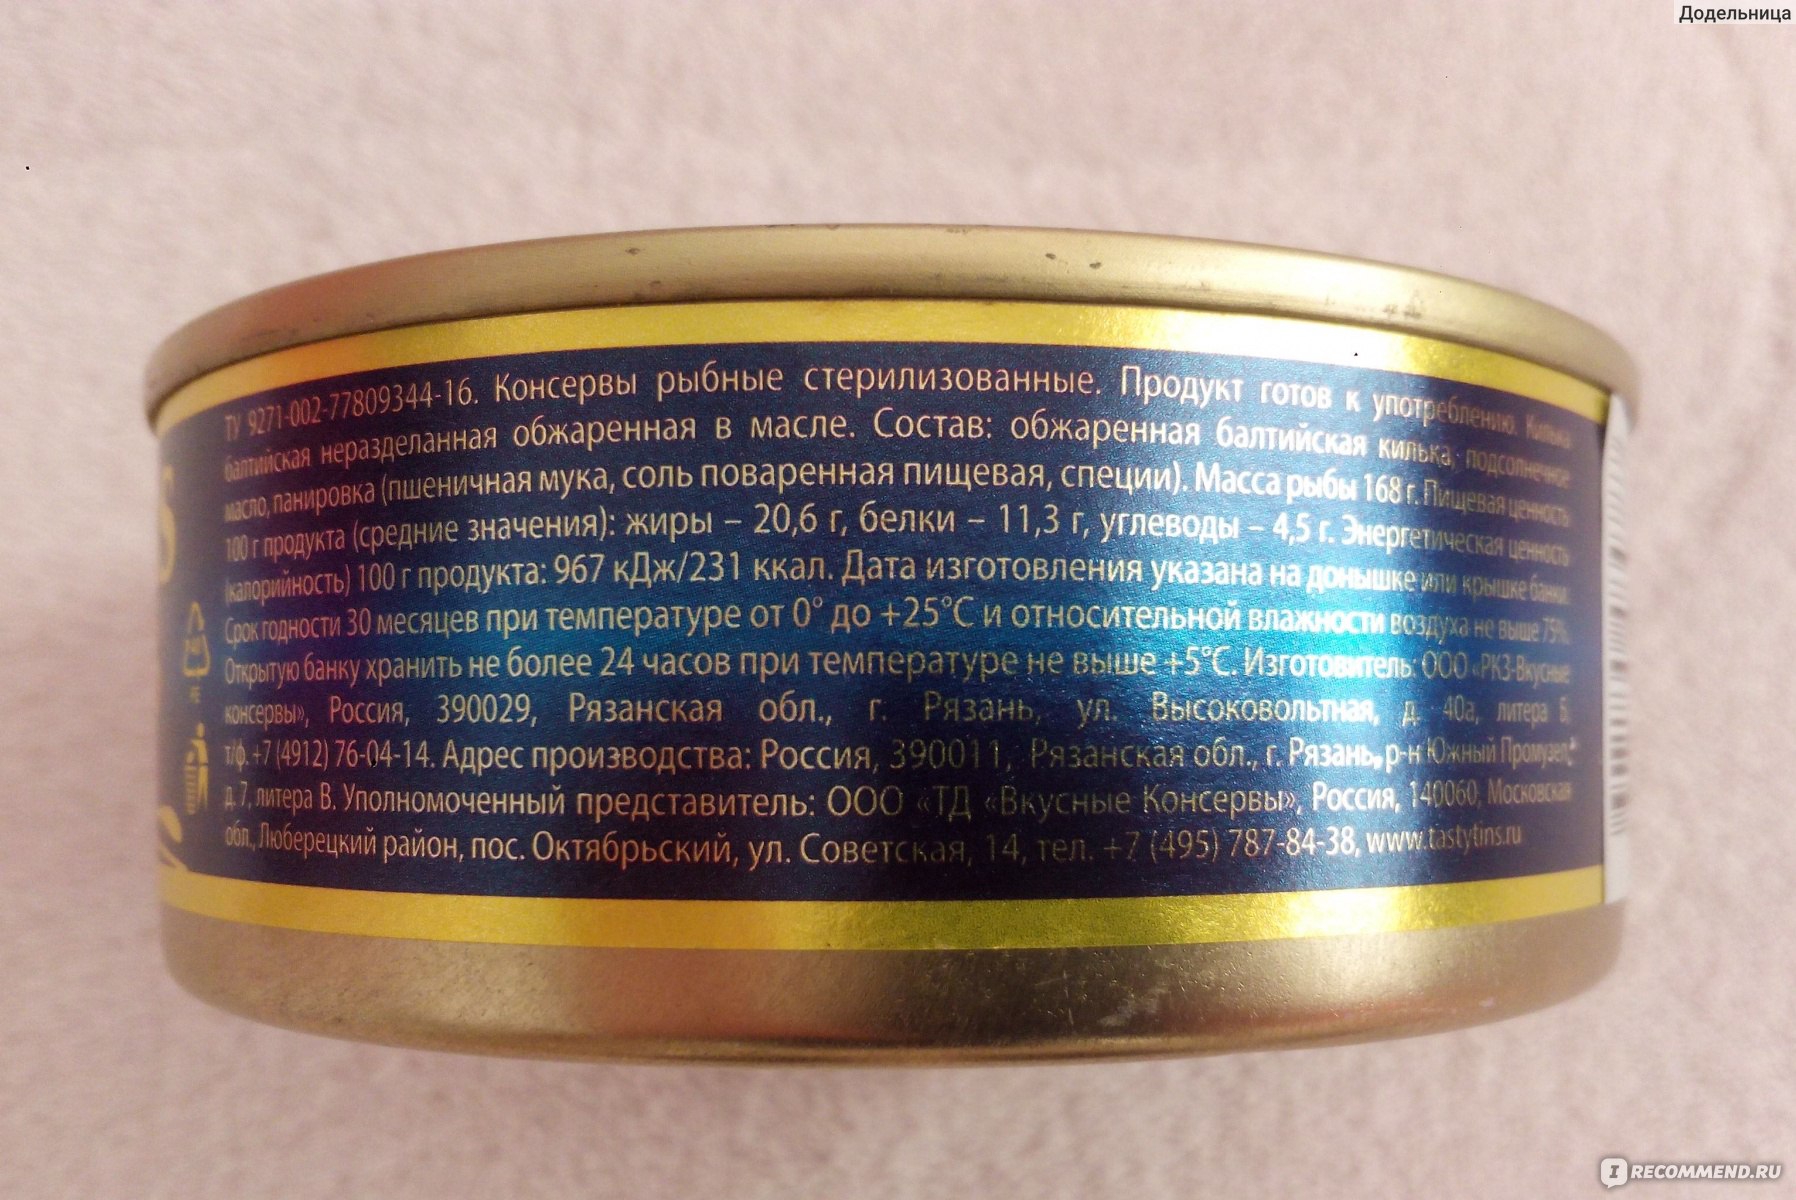 Додельница
ТУ 9271-002-77809344-16. Консервы рыбные стерилизованные. Продукт готов к употреблению. Килька
балтийская неразделанная обжаренная в масле. Состав: обжаренная балтийская килька, подсолнечное
масло, панировка (пшеничная мука, соль поваренная пищевая, специи). Масса рыбы 168 г. Пищевая ценность
100 г продукта (средние значения): жиры – 20,6 г, белки – 11,3 г, углеводы – 4,5 г. Энергетическая ценность
(калорийность) 100 г продукта: 967 кДж/231 ккал. Дата изготовления указана на донышке или крышке банки.
Срок годности 30 месяцев при температуре от 0° до +25°С и относительной влажности воздуха не выше 75%.
Открытую банку хранить не более 24 часов при температуре не выше +5°С. Изготовитель: ООО «РКЗ-Вкусные
консервы», Россия, 390029, Рязанская обл., г. Рязань, ул. Высоковольтная, д. 40а, литера Б,
т/ф. +7 (4912) 76-04-14. Адрес производства: Россия, 390011, Рязанская обл., г. Рязань, р-н Южный Промузел,
д. 7, литера В. Уполномоченный представитель: ООО «ТД «Вкусные Консервы», Россия, 140060, Московская
обл., Люберецкий район, пос. Октябрьский, ул. Советская, 14, тел. +7 (495) 787-84-38, www.tastyfins.ru
S
IRECOMMEND.RU